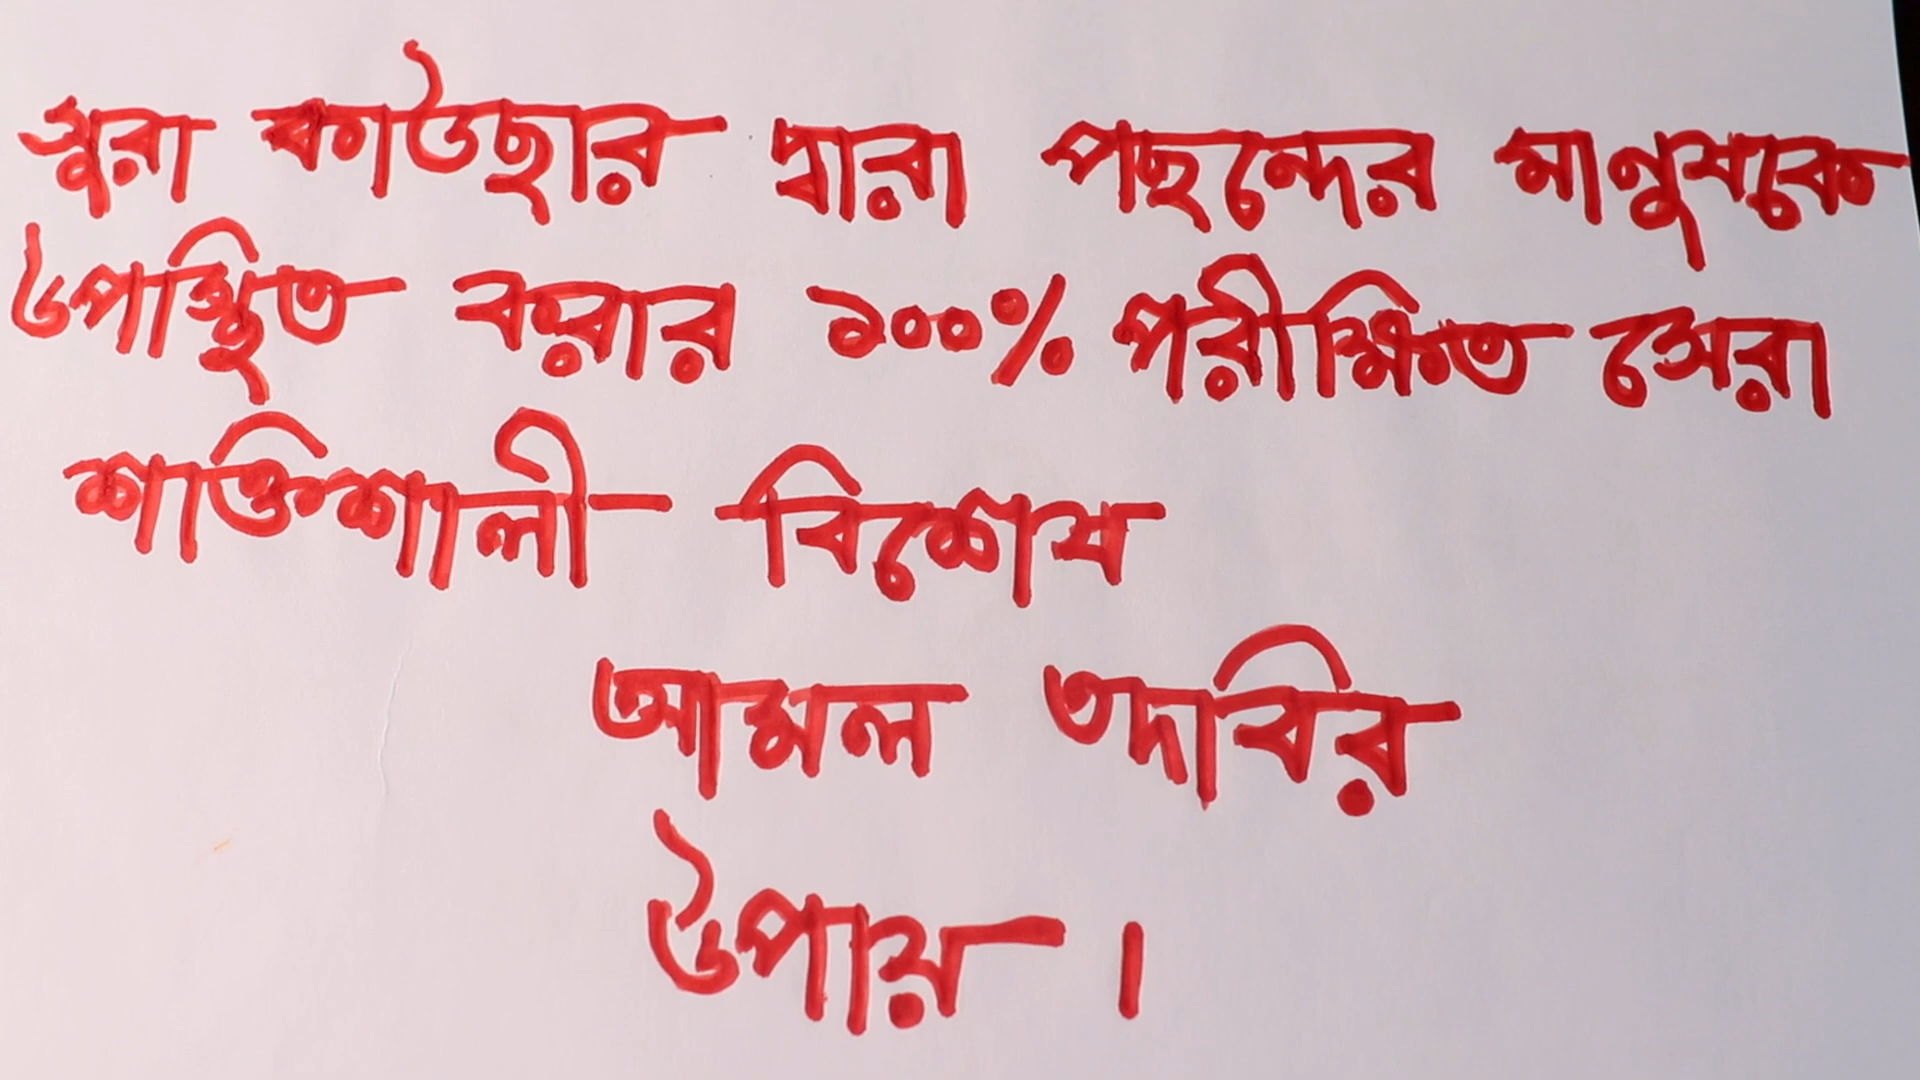 সুরা কাউছার দ্বারা পছন্দের মানুষকে
উপস্থিত করার ১০০% পরীক্ষিত সেরা
শক্তিশালী বিশেষ
আমল তদবির
উপায় ।